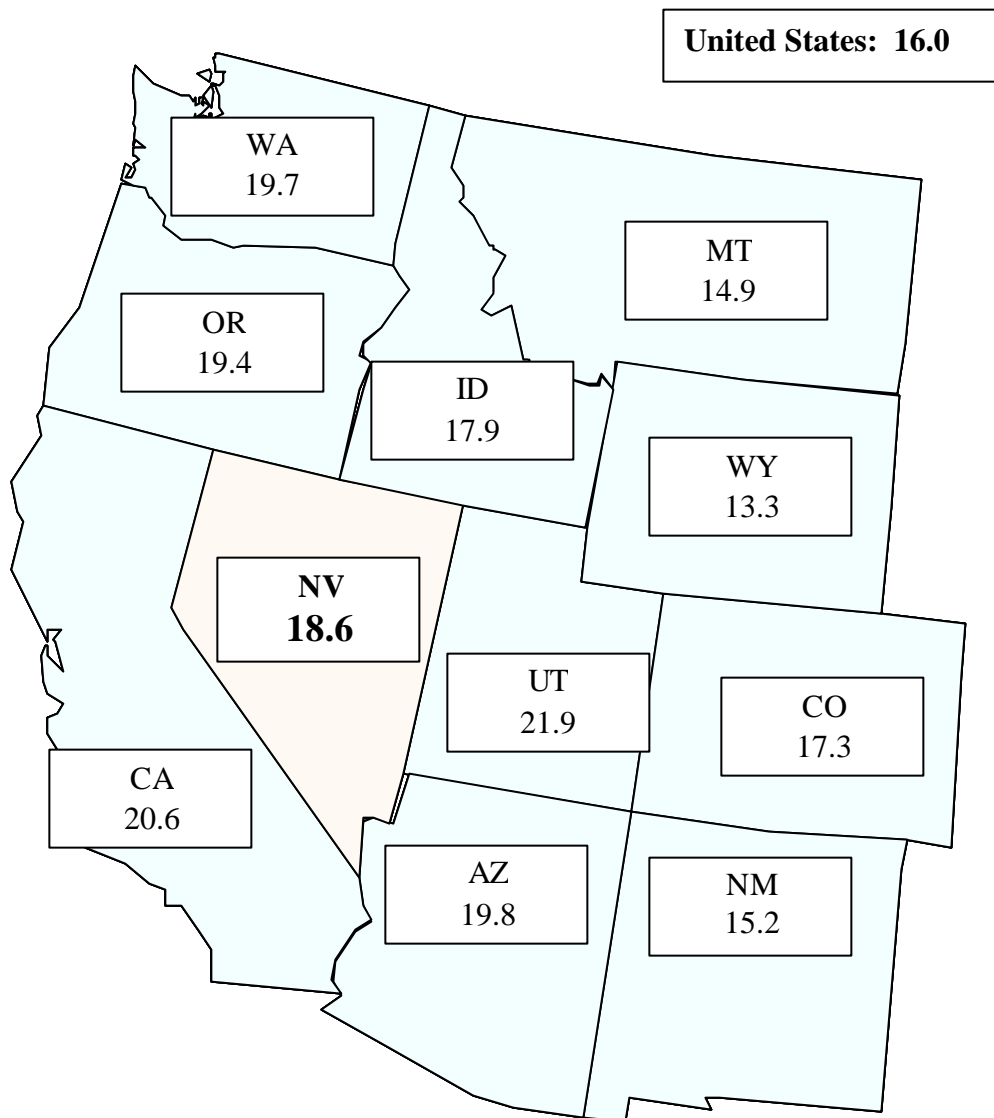 United States: 16.0
WA
19.7
MT
14.9
OR
19.4
ID
17.9
WY
13.3
NV
18.6
UT
21.9
CO
17.3
CA
20.6
AZ
19.8
NM
15.2